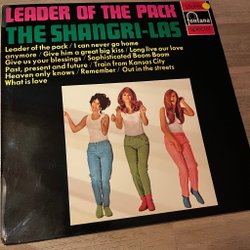 LEADER OF THE PACK
THE SHANGRI-LAS
Leader of the pack / I can never go home
anymore / Give him a great big kiss / Long live our love
Give us your blessings / Sophisticated Boom Boom
Past, present and future / Train from Kansas City
Heaven only knows / Remember / Out in the streets
What is love
fontana
special